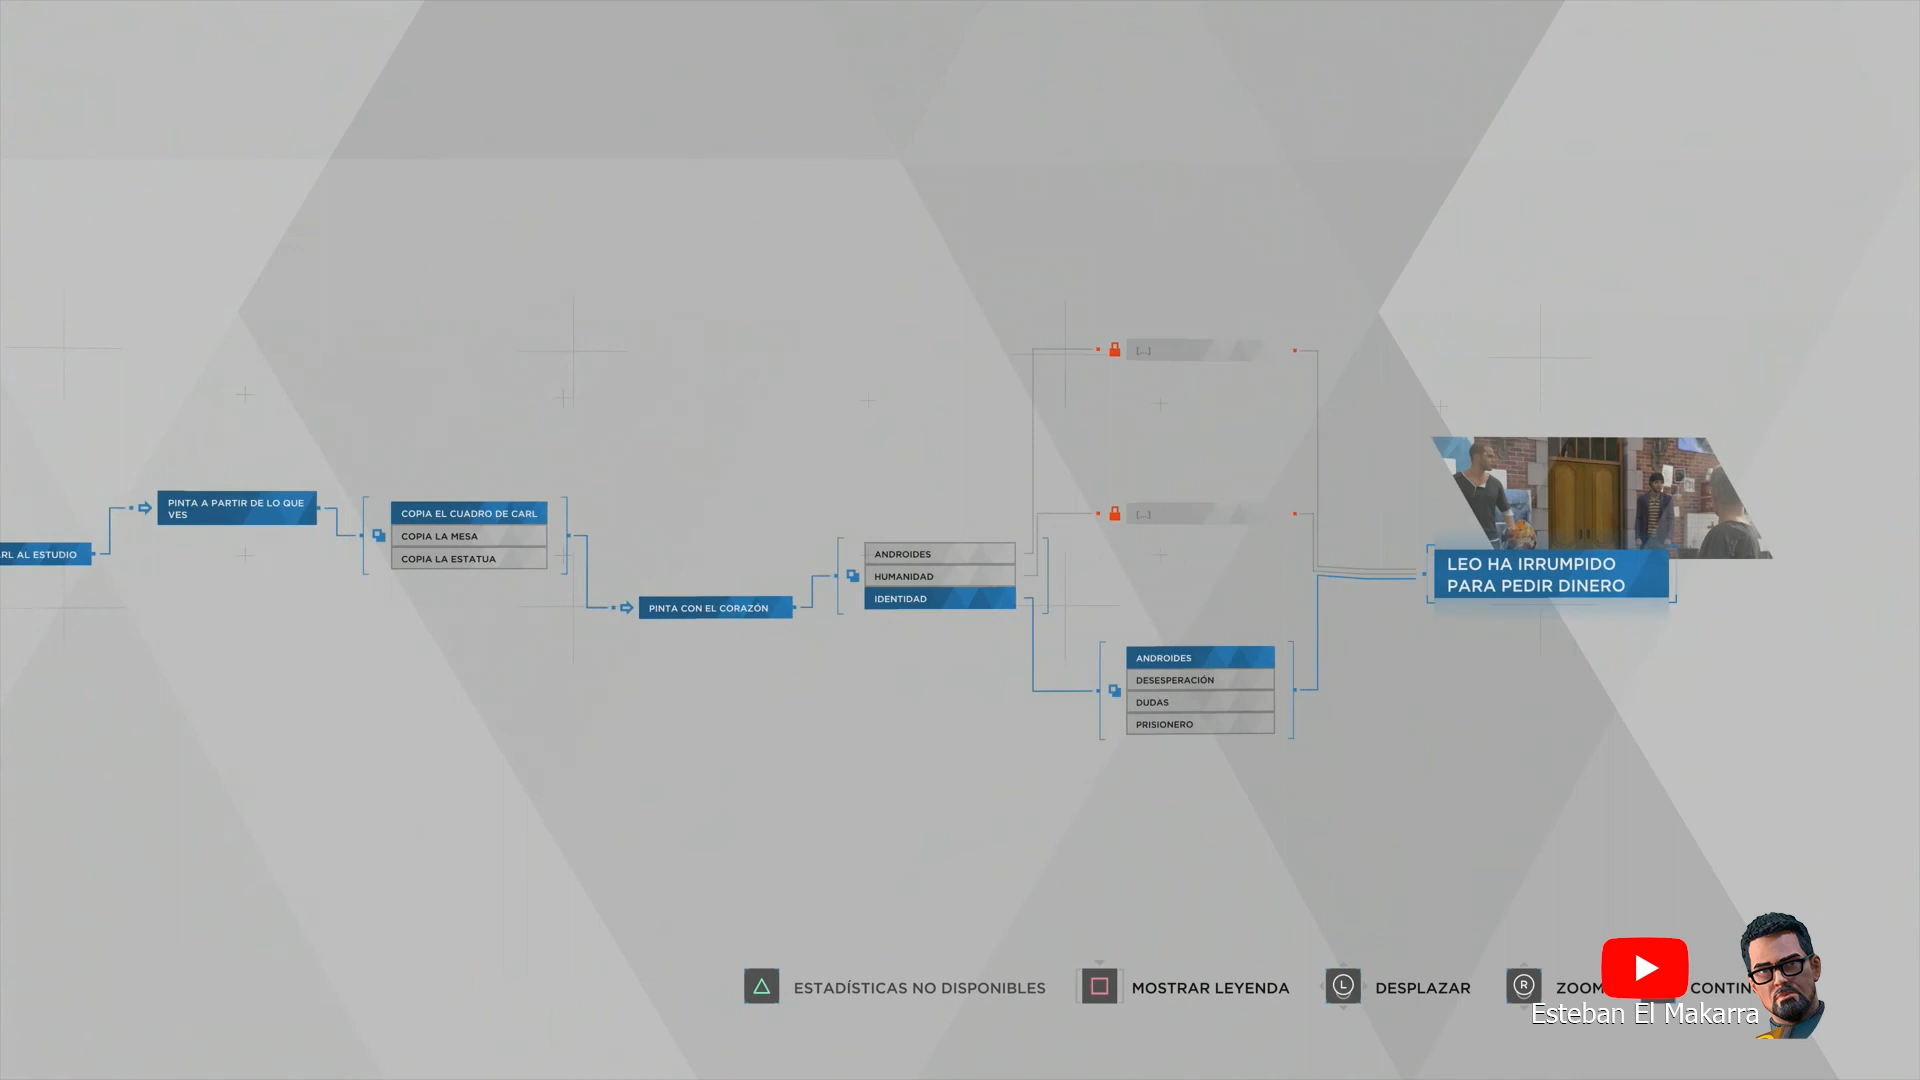 [...]
[...]
PINTA A PARTIR DE LO QUE
VES
RL AL ESTUDIO
COPIA EL CUADRO DE CARL
COPIA LA MESA
COPIA LA ESTATUA
PINTA CON EL CORAZÓN
ANDROIDES
HUMANIDAD
IDENTIDAD
ANDROIDES
DESESPERACIÓN
DUDAS
PRISIONERO
LEO HA IRRUMPIDO
PARA PEDIR DINERO
ESTADÍSTICAS NO DISPONIBLES
MOSTRAR LEYENDA
L
DESPLAZAR
R
ZOOM
CONTIN
Esteban El Makarra